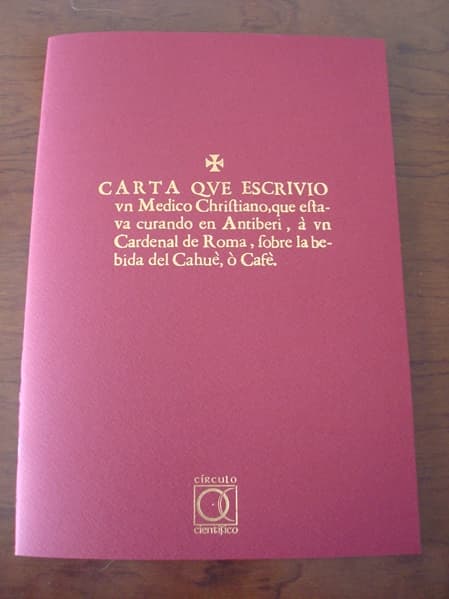 ✠
CARTA QVE ESCRIVIO
vn Medico Chriſtiano, que eſta-
va curando en Antiberi, à vn
Cardenal de Roma, ſobre la be-
bida del Cahuè, ò Cafè.
círculo
científico